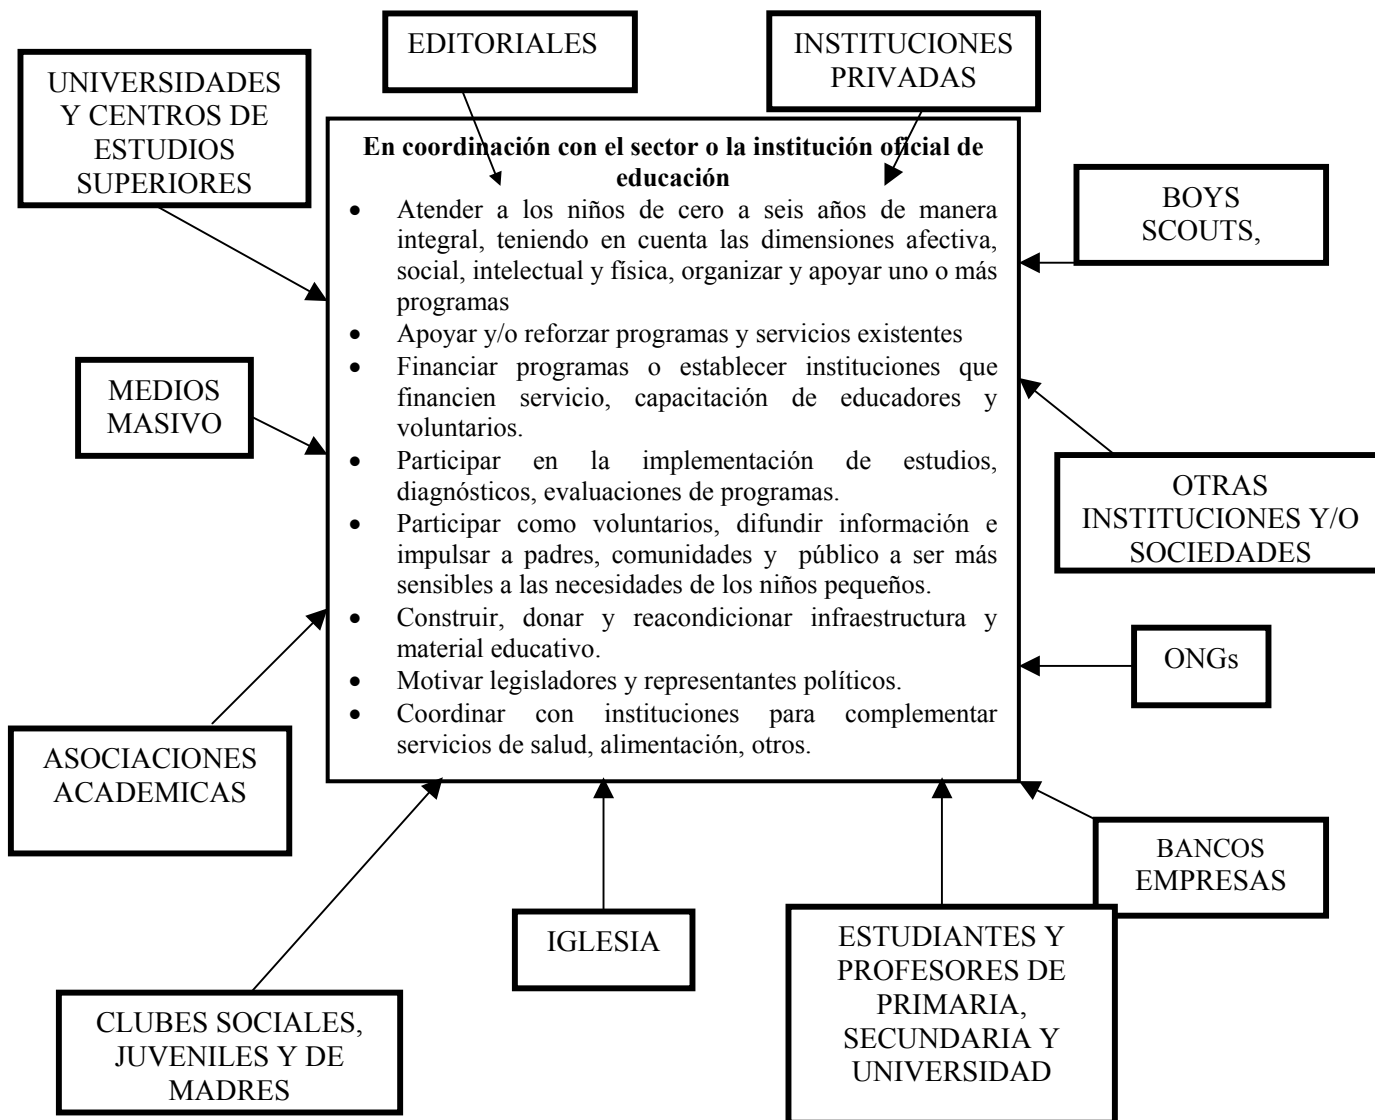 EDITORIALES
INSTITUCIONES
PRIVADAS
UNIVERSIDADES
Y CENTROS DE
ESTUDIOS
SUPERIORES
En coordinación con el sector o la institución oficial de
educación
• Atender a los niños de cero a seis años de manera
integral, teniendo en cuenta las dimensiones afectiva,
social, intelectual y física, organizar y apoyar uno o más
programas
• Apoyar y/o reforzar programas y servicios existentes
• Financiar programas o establecer instituciones que
financien servicio, capacitación de educadores y
voluntarios.
• Participar en la implementación de estudios,
diagnósticos, evaluaciones de programas.
• Participar como voluntarios, difundir información e
impulsar a padres, comunidades y público a ser más
sensibles a las necesidades de los niños pequeños.
• Construir, donar y reacondicionar infraestructura y
material educativo.
• Motivar legisladores y representantes políticos.
• Coordinar con instituciones para complementar
servicios de salud, alimentación, otros.
BOYS
SCOUTS,
MEDIOS
MASIVO
OTRAS
INSTITUCIONES Y/O
SOCIEDADES
ONGs
ASOCIACIONES
ACADEMICAS
BANCOS
EMPRESAS
IGLESIA
ESTUDIANTES Y
PROFESORES DE
PRIMARIA,
SECUNDARIA Y
UNIVERSIDAD
CLUBES SOCIALES,
JUVENILES Y DE
MADRES